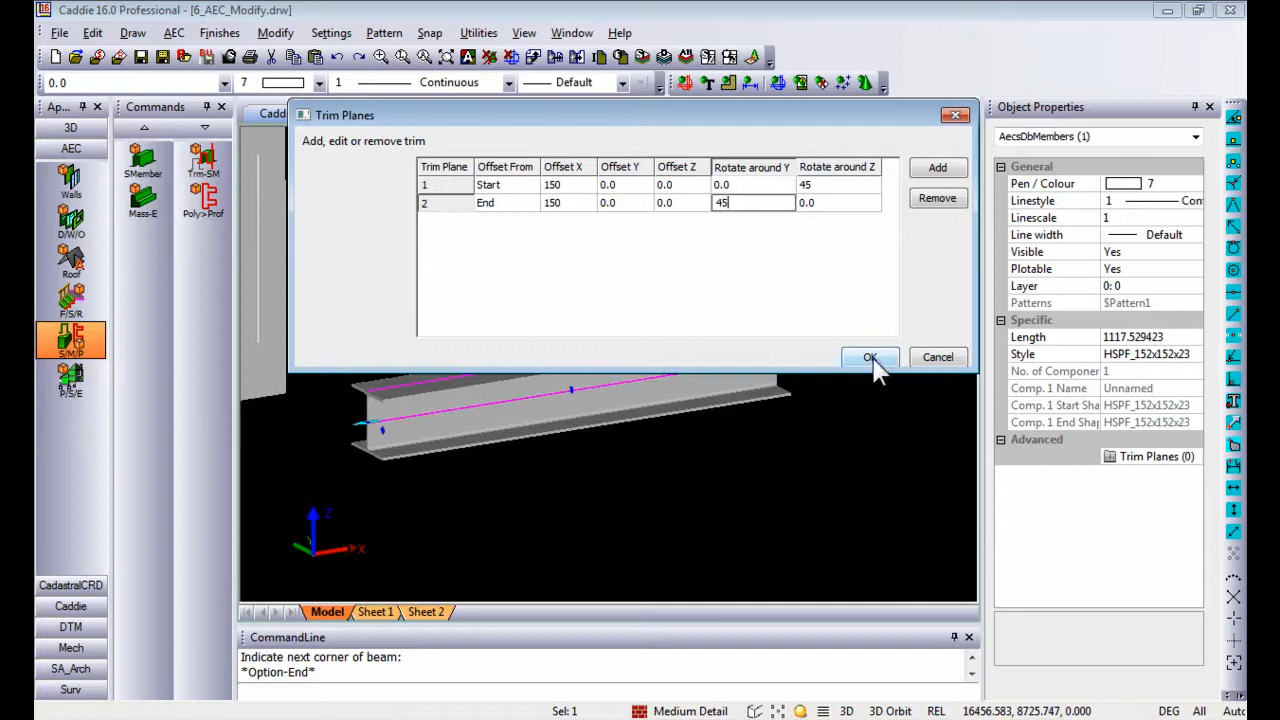 Caddie 16.0 Professional - [6_AEC_Modify.drw]
File Edit Draw AEC Finishes Modify Settings Pattern Snap Utilities View Window Help
0.0 7 1 Continuous Default
Ap... Commands Cadd Trim Planes Object Properties
3D
AEC
Walls
D/W/O
Roof
F/S/R
S/M/P
P/S/E
CadastralCRD
Caddie
DTM
Mech
SA_Arch
Surv
SMember Trim-SM
Mass-E Poly>Prof
Add, edit or remove trim
Trim Plane Offset From Offset X Offset Y Offset Z Rotate around Y Rotate around Z
1 Start 150 0.0 0.0 0.0 45
2 End 150 0.0 0.0 45 0.0
Add
Remove
OK Cancel
Z
X
Model Sheet 1 Sheet 2
CommandLine
Indicate next corner of beam:
*Option-End*
AecsDbMembers (1)
General
Pen / Colour 7
Linestyle 1 Cont
Linescale 1
Line width Default
Visible Yes
Plotable Yes
Layer 0: 0
Patterns $Pattern1
Specific
Length 1117.529423
Style HSPF_152x152x23
No. of Component 1
Comp. 1 Name Unnamed
Comp. 1 Start Sha HSPF_152x152x23
Comp. 1 End Shap HSPF_152x152x23
Advanced
Trim Planes (0)
Sel: 1 Medium Detail 3D 3D Orbit REL 16456.583, 8725.747, 0.000 DEG All Auto